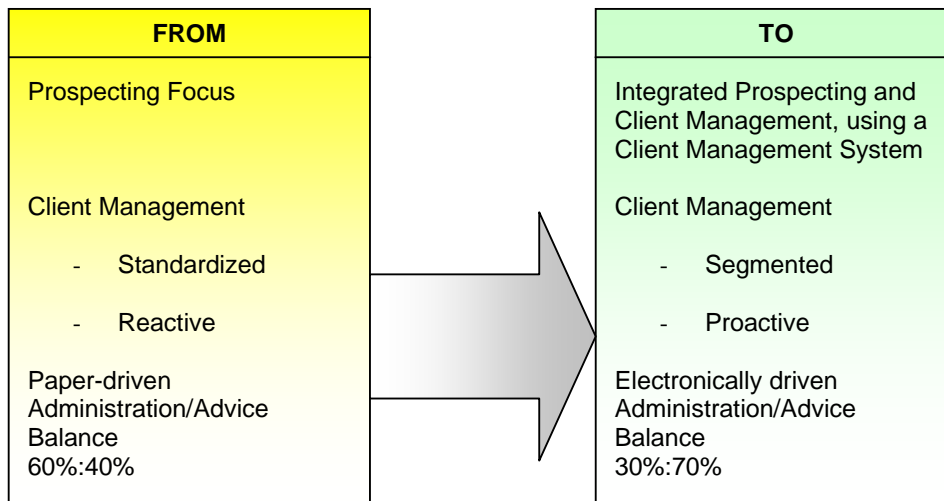 FROM
Prospecting Focus
Client Management
- Standardized
- Reactive
Paper-driven
Administration/Advice
Balance
60%:40%
TO
Integrated Prospecting and
Client Management, using a
Client Management System
Client Management
- Segmented
- Proactive
Electronically driven
Administration/Advice
Balance
30%:70%